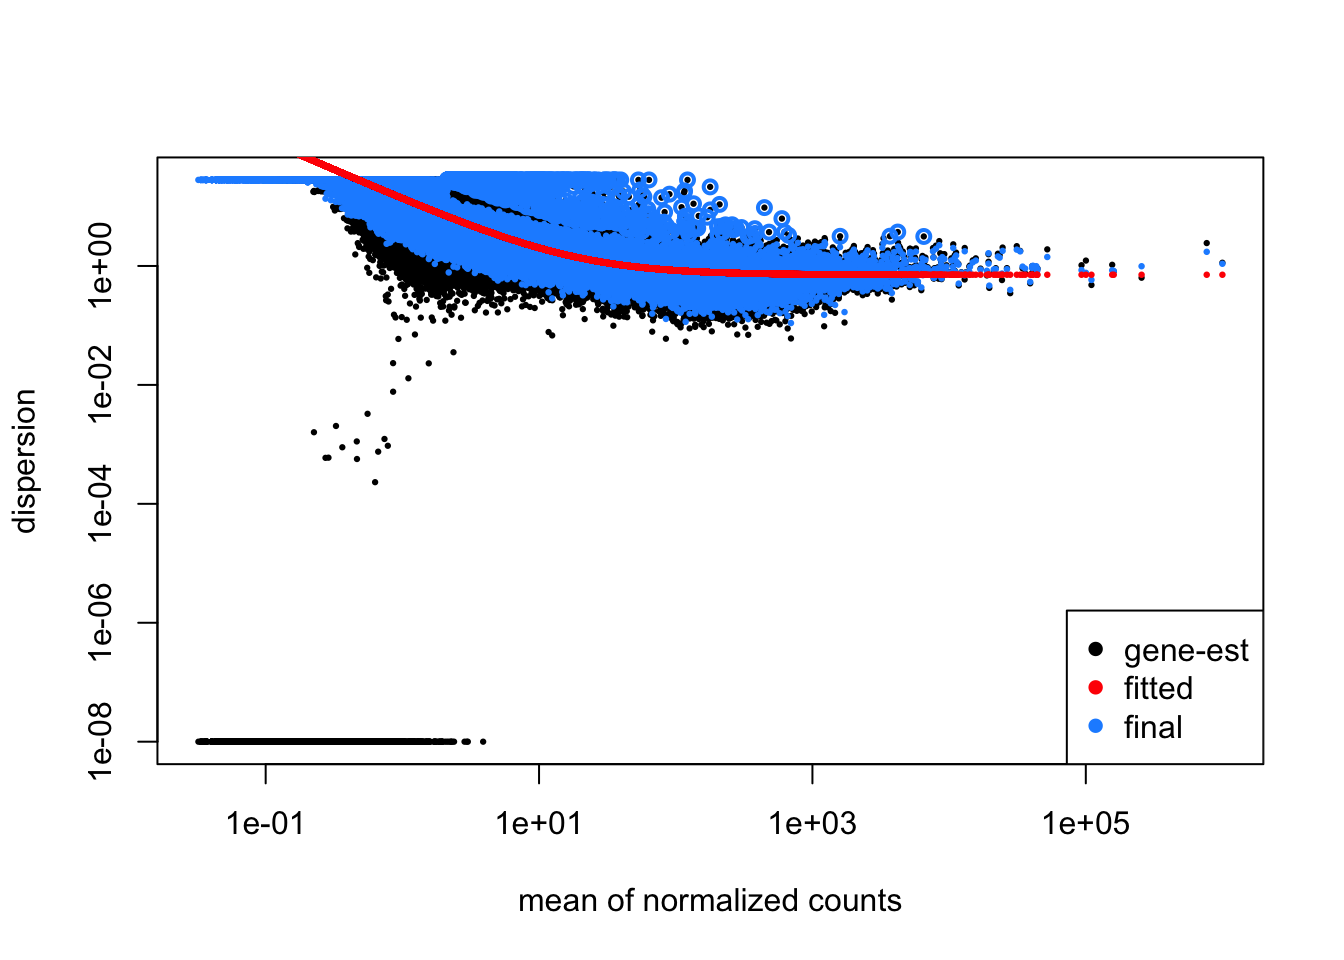 dispersion
1e+00
1e-02
1e-04
1e-06
1e-08
gene-est
fitted
final
1e-01
1e+01
1e+03
1e+05
mean of normalized counts